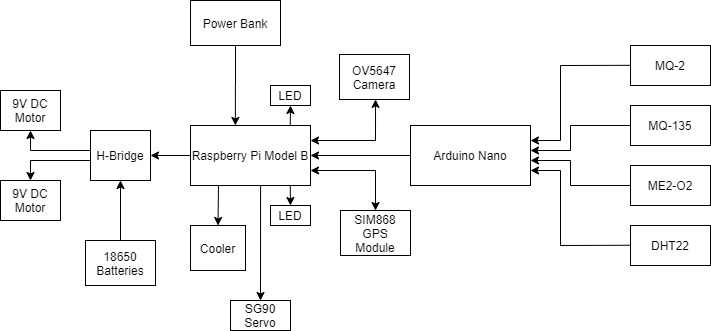 Power Bank
OV5647
Camera
MQ-2
LED
9V DC
Motor
MQ-135
H-Bridge
Raspberry Pi Model B
Arduino Nano
9V DC
Motor
ME2-O2
LED
SIM868
GPS
Module
Cooler
DHT22
18650
Batteries
SG90
Servo